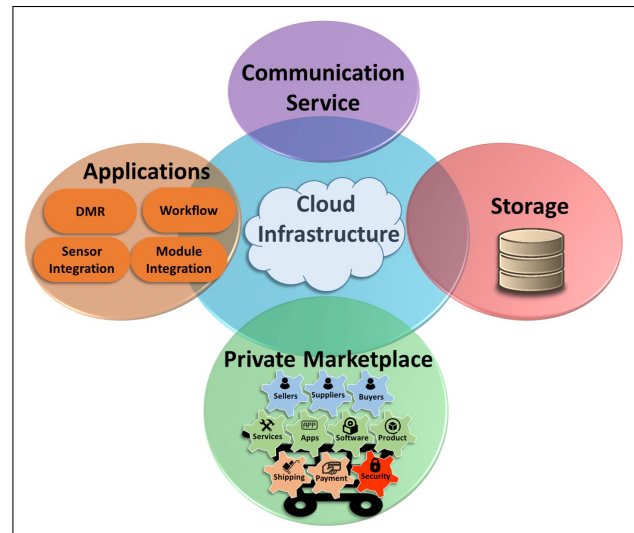 Communication
Service
Applications
DMR
Workflow
Sensor
Integration
Module
Integration
Cloud
Infrastructure
Storage
Private Marketplace
Sellers
Suppliers
Buyers
Services
APP
Apps
Software
Product
Shipping
Payment
Security